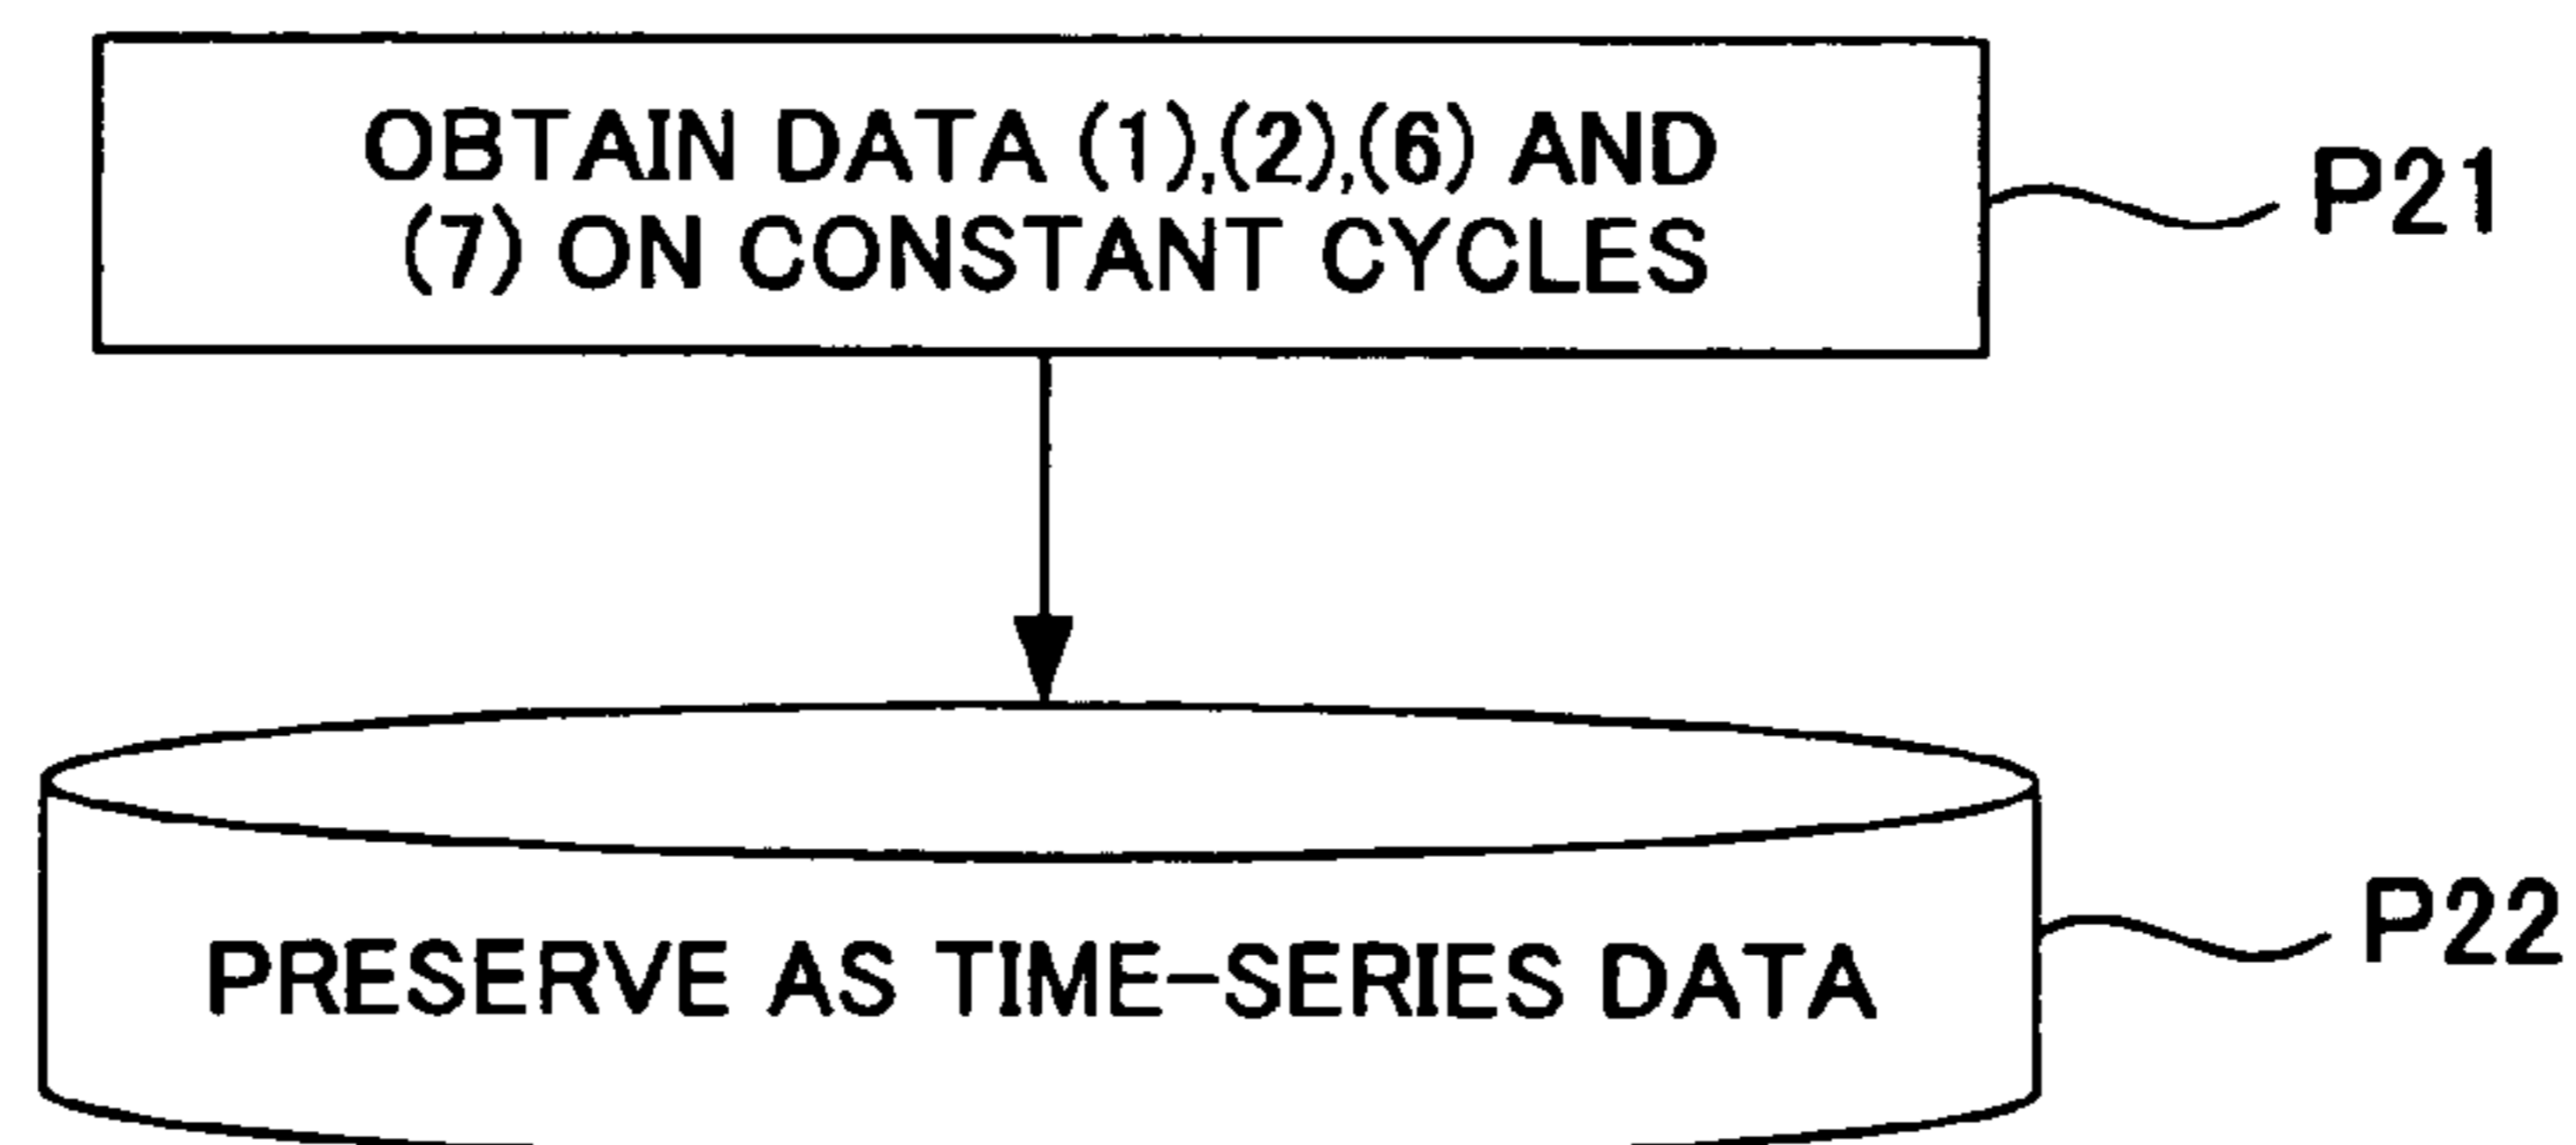 OBTAIN DATA (1),(2),(6) AND
(7) ON CONSTANT CYCLES
P21
PRESERVE AS TIME-SERIES DATA
P22